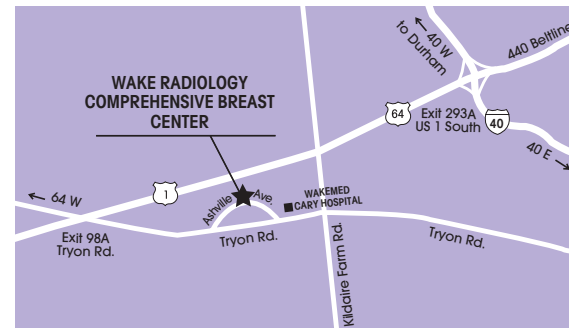 ← 40 W
to Durham
440 Beltline
WAKE RADIOLOGY
COMPREHENSIVE BREAST
CENTER
64
Exit 293A
US 1 South
40
40 E →
1
← 64 W
Ashville Ave.
WAKEMED
CARY HOSPITAL
Exit 98A
Tryon Rd.
Tryon Rd.
Tryon Rd.
Kildaire Farm Rd.